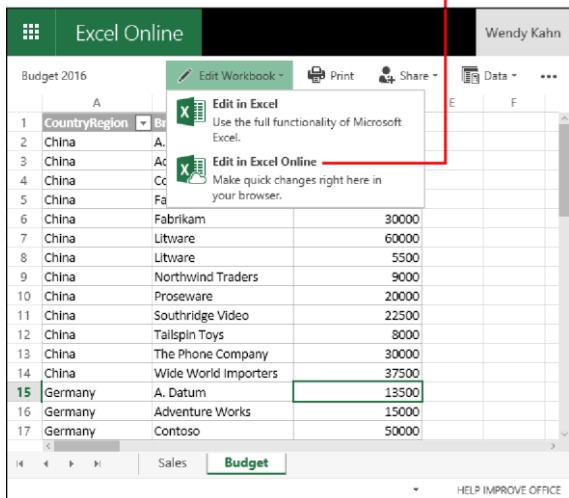 Excel Online Wendy Kahn
Budget 2016 Edit Workbook Print Share Data
A E F
1 CountryRegion
2 China A.
3 China
4 China
5 China
6 China Fabrikam 30000
7 China Litware 60000
8 China Litware 5500
9 China Northwind Traders 9000
10 China Proseware 20000
11 China Southridge Video 22500
12 China Tailspin Toys 8000
13 China The Phone Company 30000
14 China Wide World Importers 37500
15 Germany A. Datum 13500
16 Germany Adventure Works 15000
17 Germany Contoso 50000
Edit in Excel
Use the full functionality of Microsoft
Excel.
Edit in Excel Online
Make quick changes right here in
your browser.
Sales Budget
HELP IMPROVE OFFICE